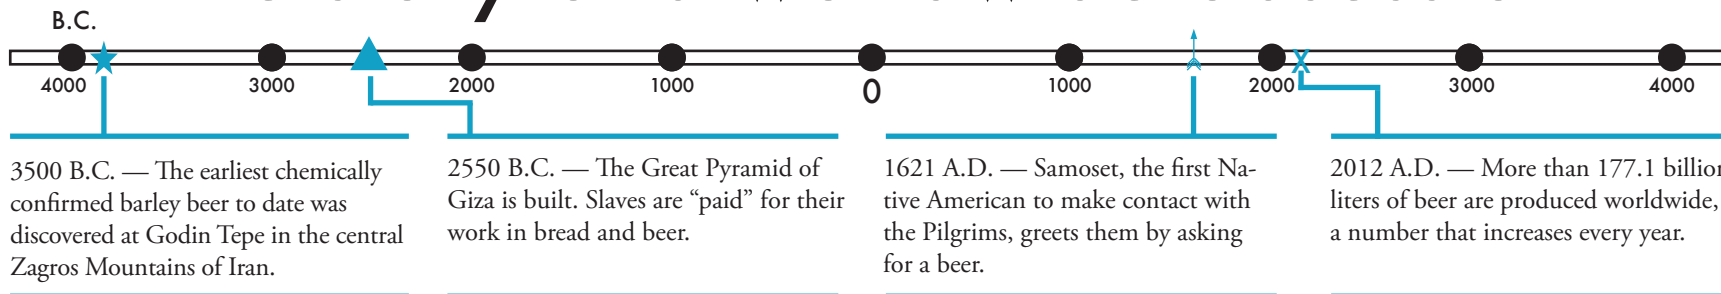 B.C.
4000 3000 2000 1000 0 1000 2000 3000 4000
3500 B.C. — The earliest chemically
confirmed barley beer to date was
discovered at Godin Tepe in the central
Zagros Mountains of Iran.
2550 B.C. — The Great Pyramid of
Giza is built. Slaves are “paid” for their
work in bread and beer.
1621 A.D. — Samoset, the first Na-
tive American to make contact with
the Pilgrims, greets them by asking
for a beer.
2012 A.D. — More than 177.1 billion
liters of beer are produced worldwide,
a number that increases every year.